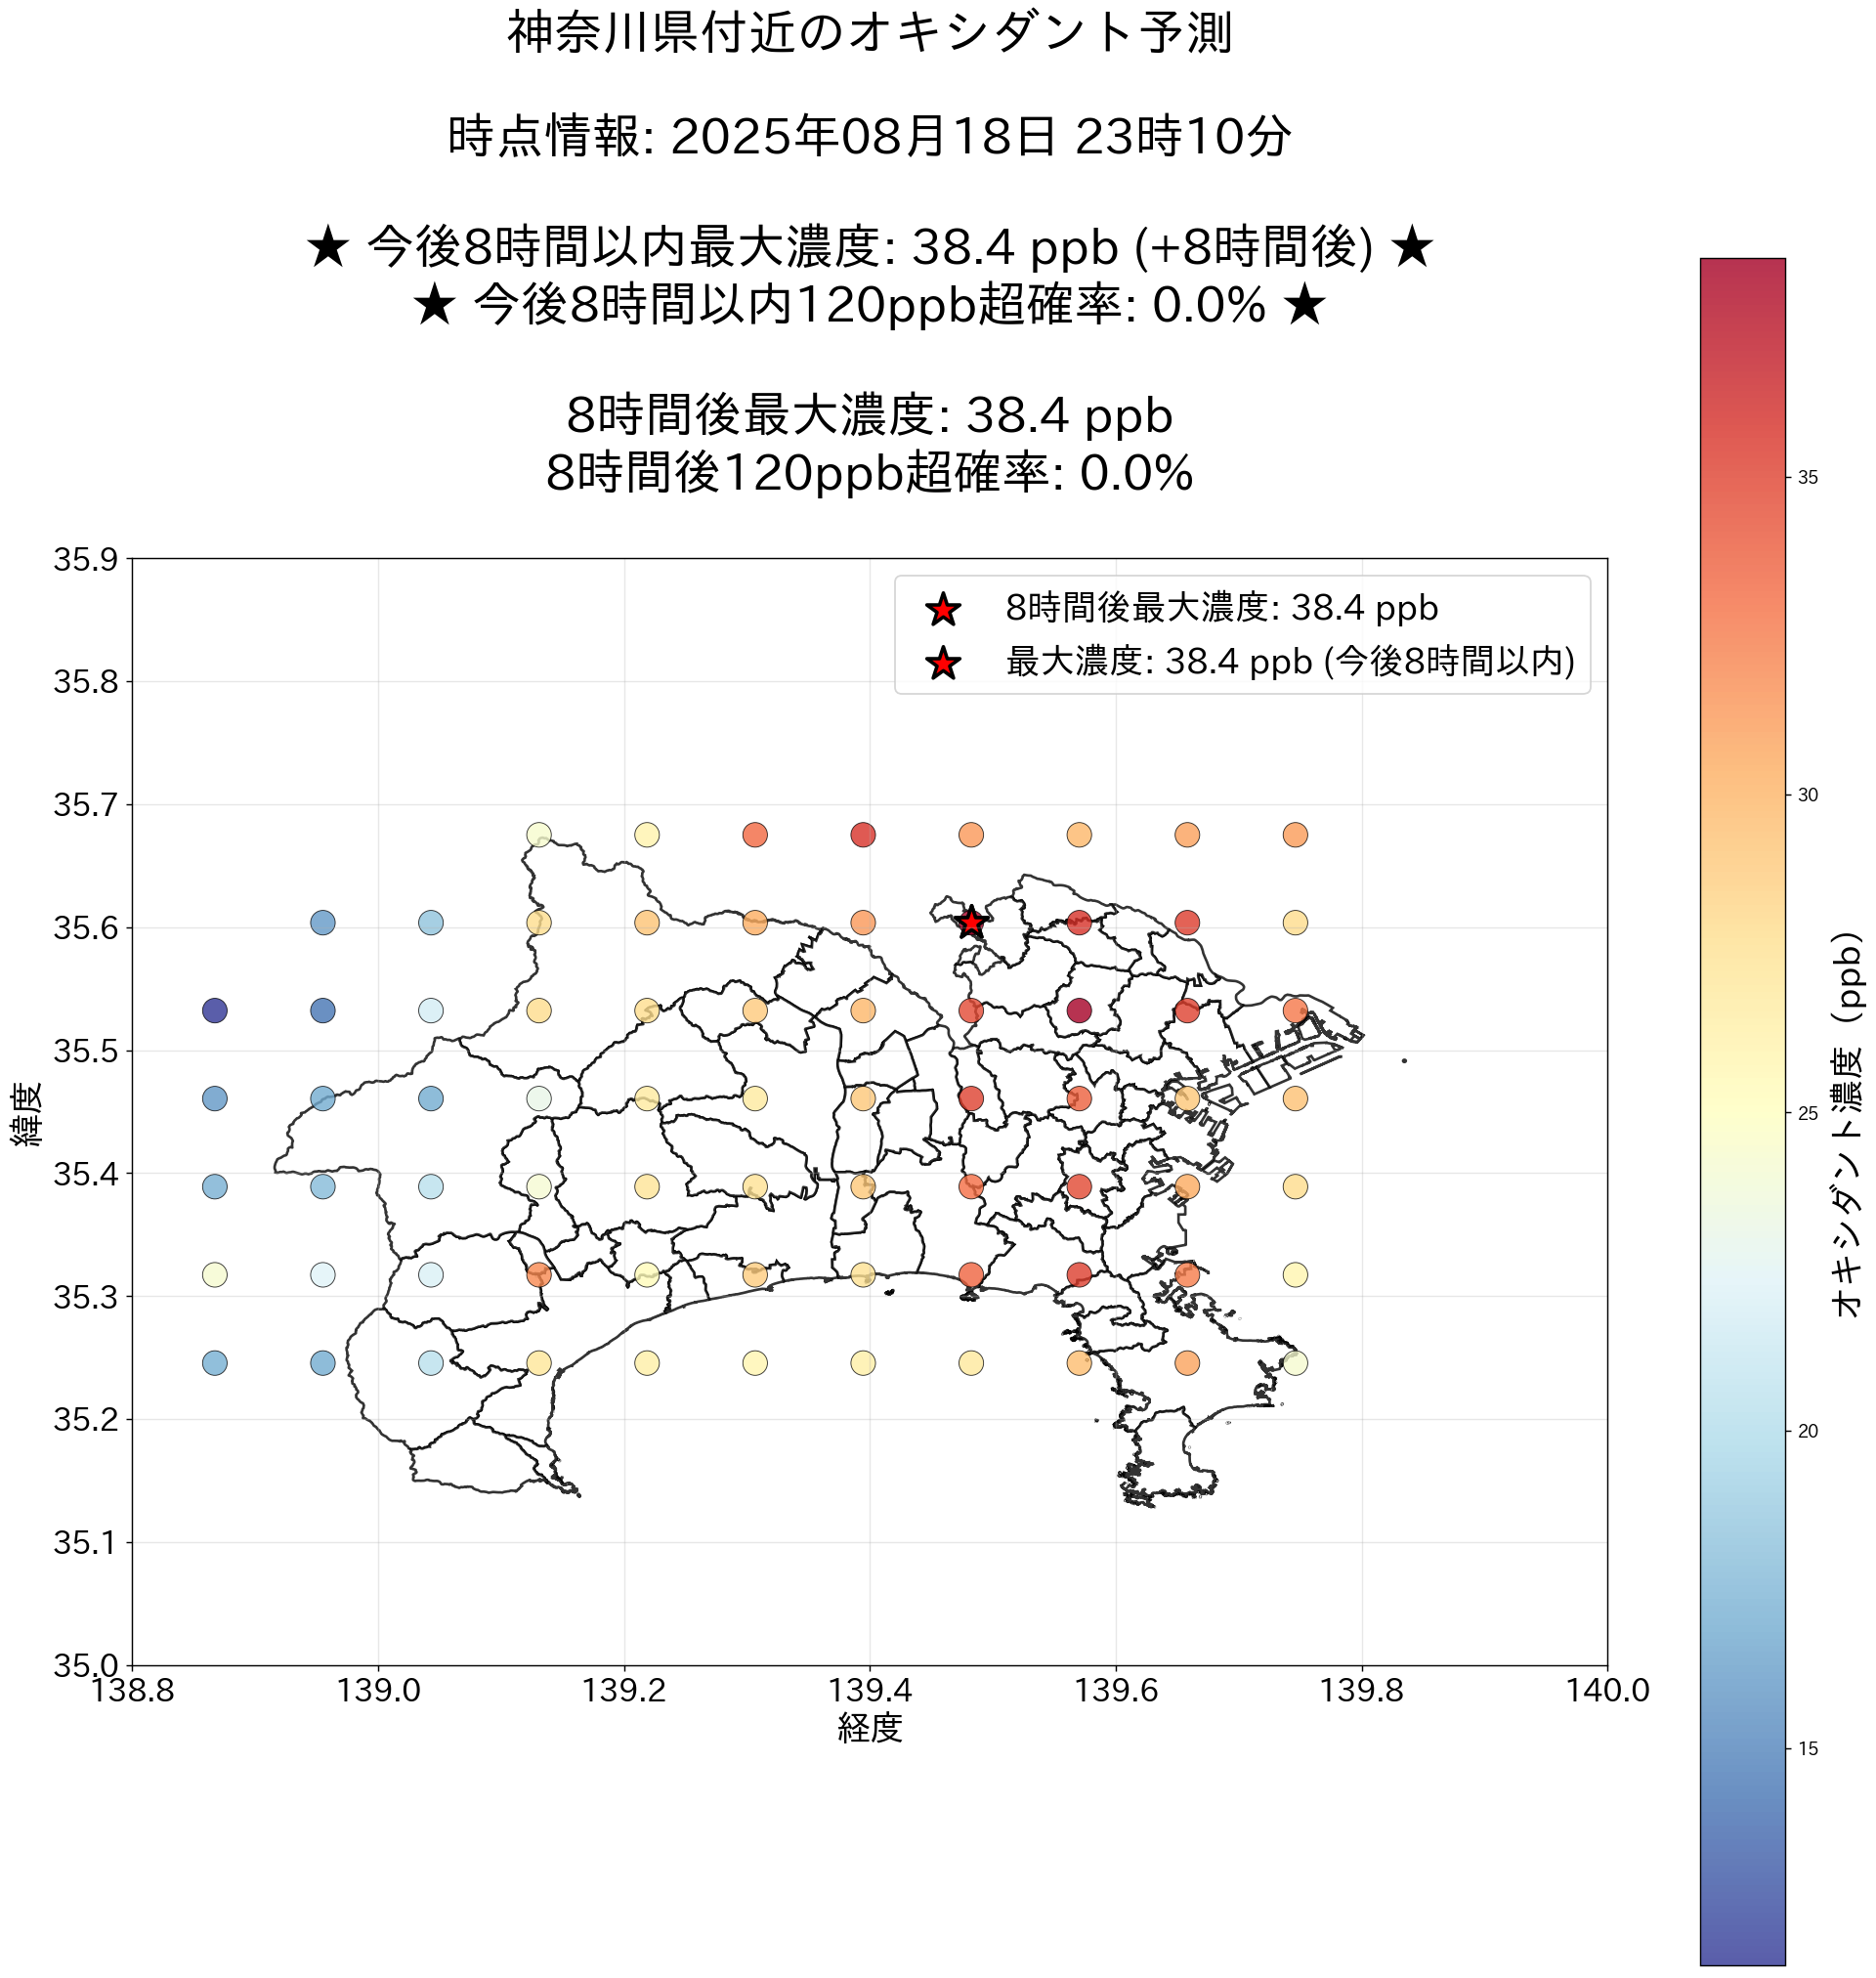 神奈川県付近のオキシダント予測
時点情報: 2025年08月18日 23時10分
★ 今後8時間以内最大濃度: 38.4 ppb (+8時間後) ★
★ 今後8時間以内120ppb超確率: 0.0% ★
8時間後最大濃度: 38.4 ppb
8時間後120ppb超確率: 0.0%
8時間後最大濃度: 38.4 ppb
最大濃度: 38.4 ppb (今後8時間以内)
35.9
35.8
35.7
35.6
35.5
35.4
35.3
35.2
35.1
35.0
緯度
138.8 139.0 139.2 139.4 139.6 139.8 140.0
経度
35
30
25
20
15
オキシダント濃度 (ppb)